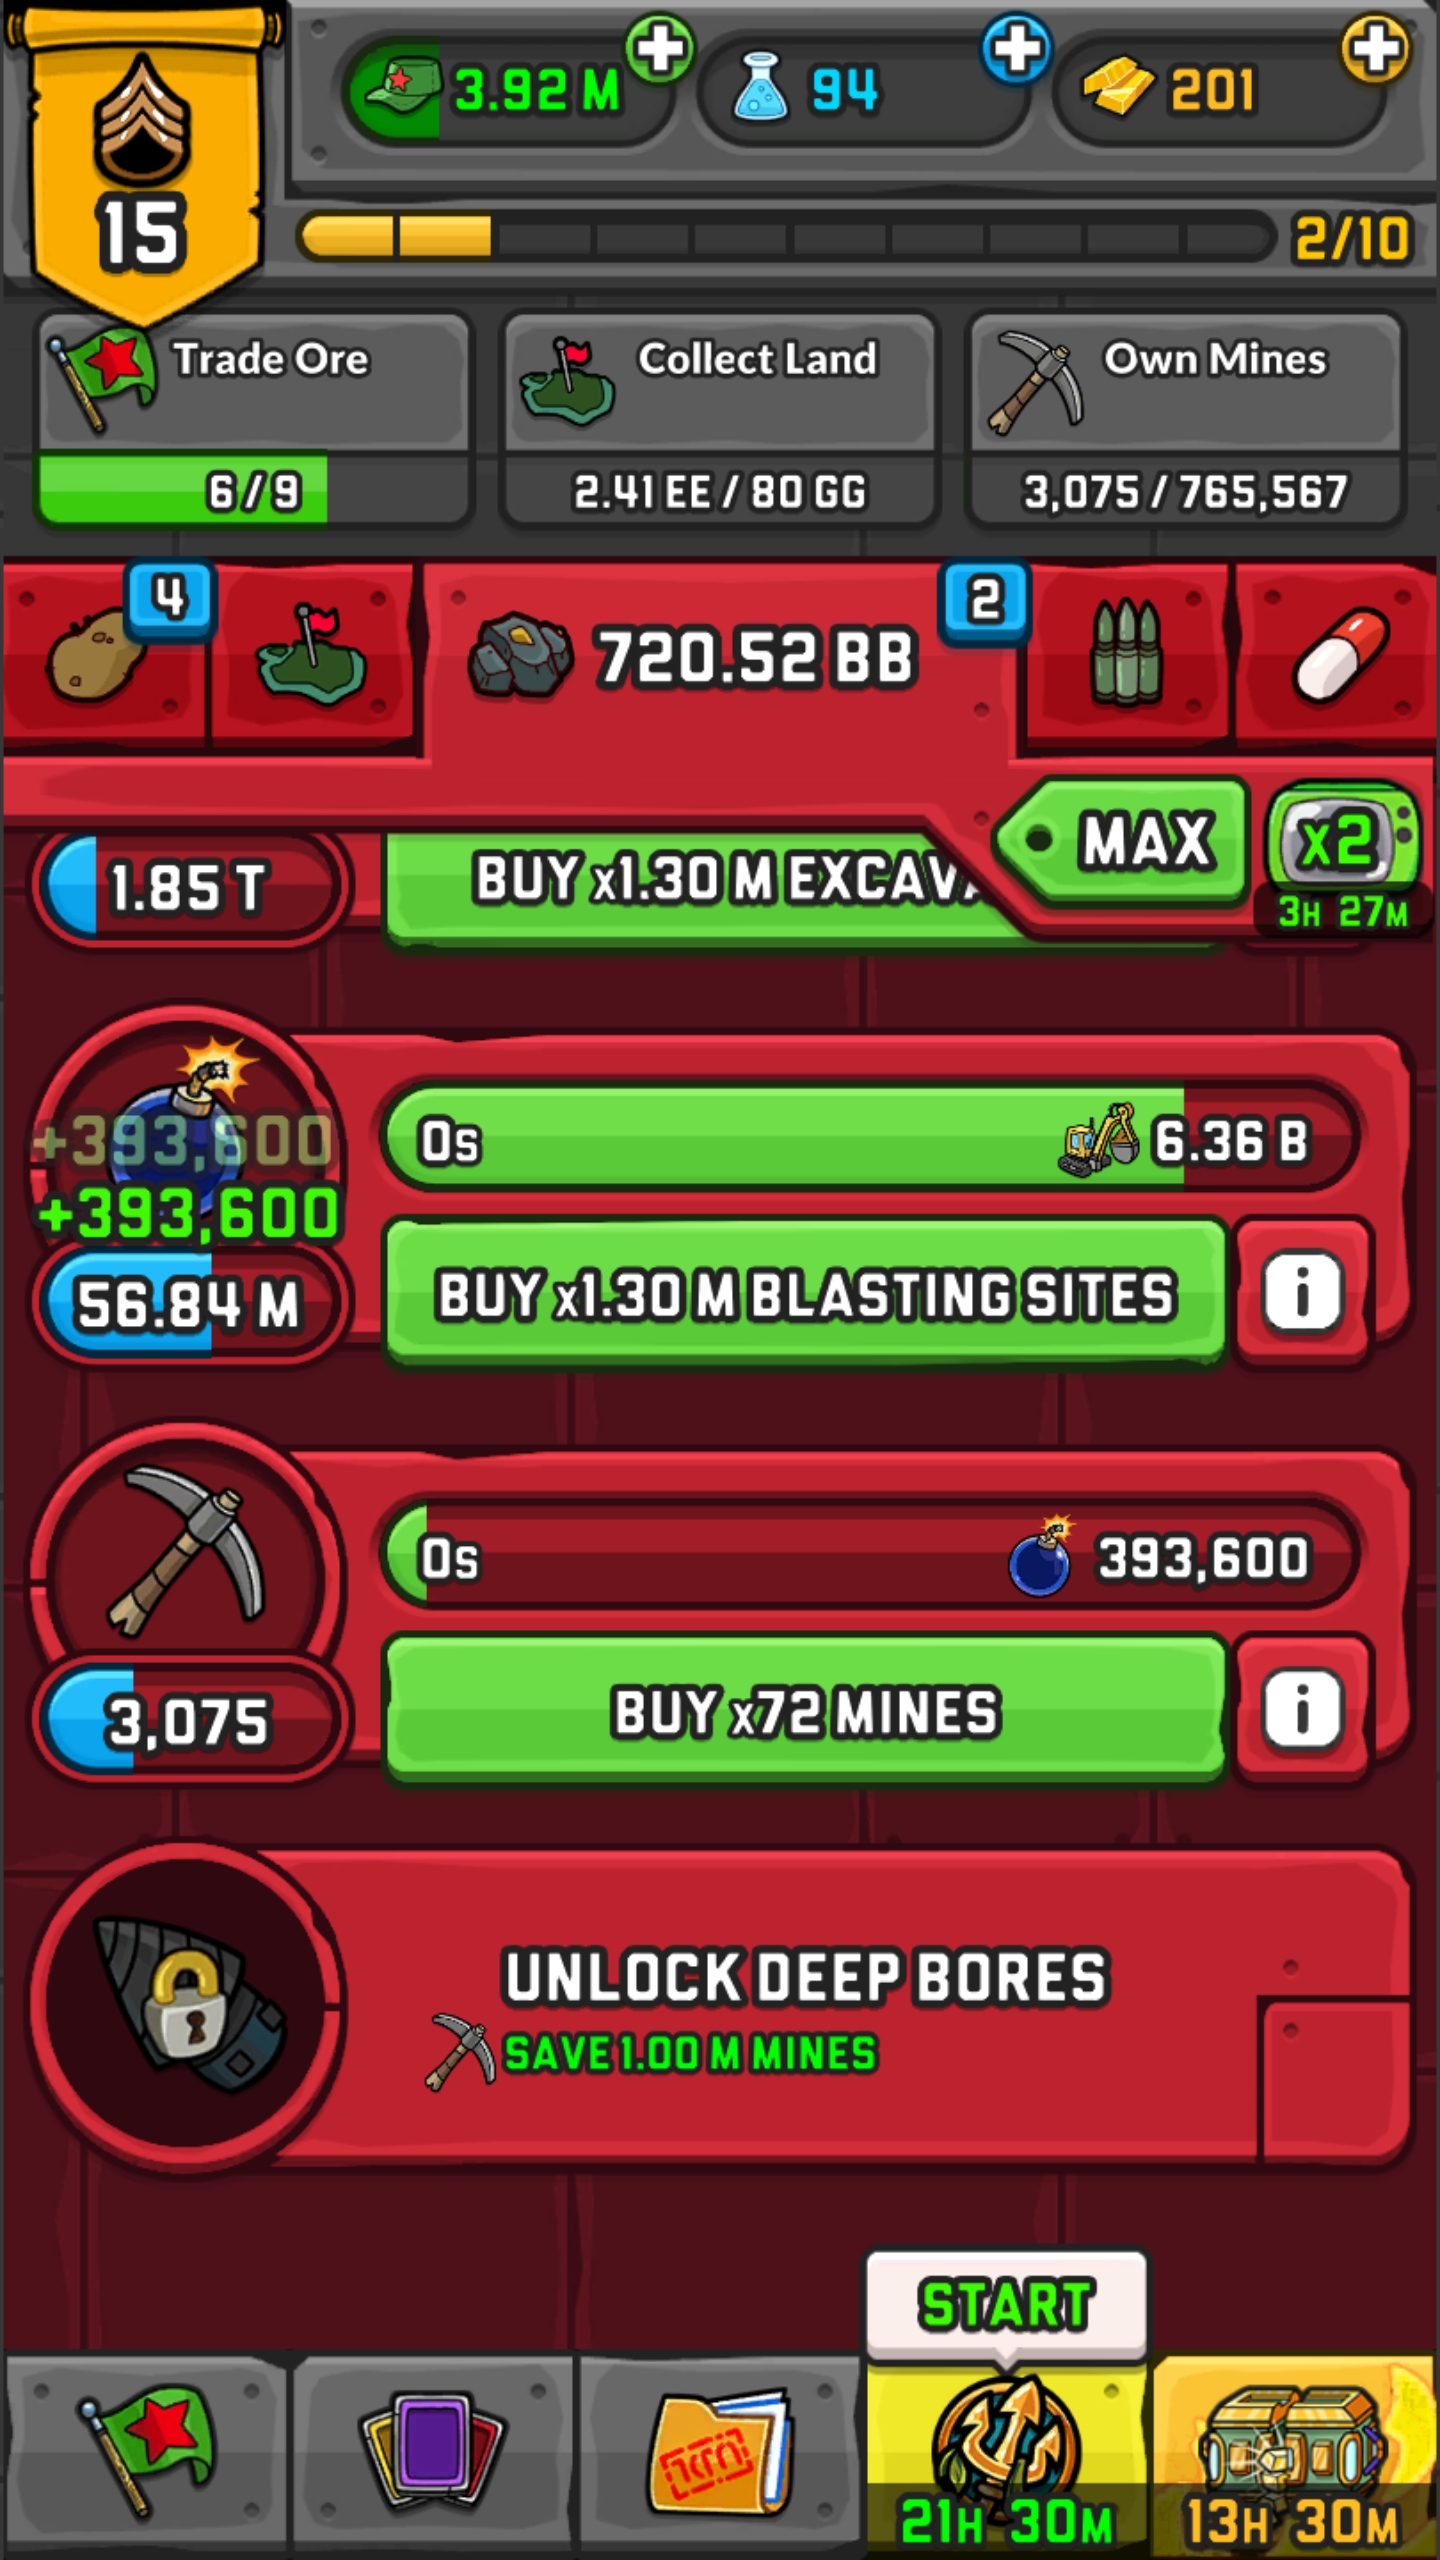 3.92 M
94
201
15
2/10
Trade Ore
Collect Land
Own Mines
6/9
2.41 EE / 80 GG
3,075 / 765,567
4
720.52 BB
2
MAX
x2
3H 27M
1.85 T
BUY x1.30 M EXCAVA
0s
6.36 B
+393,600
+393,600
56.84 M
BUY x1.30 M BLASTING SITES
i
0s
393,600
3,075
BUY x72 MINES
i
UNLOCK DEEP BORES
SAVE 1.00 M MINES
START
21H 30M
13H 30M